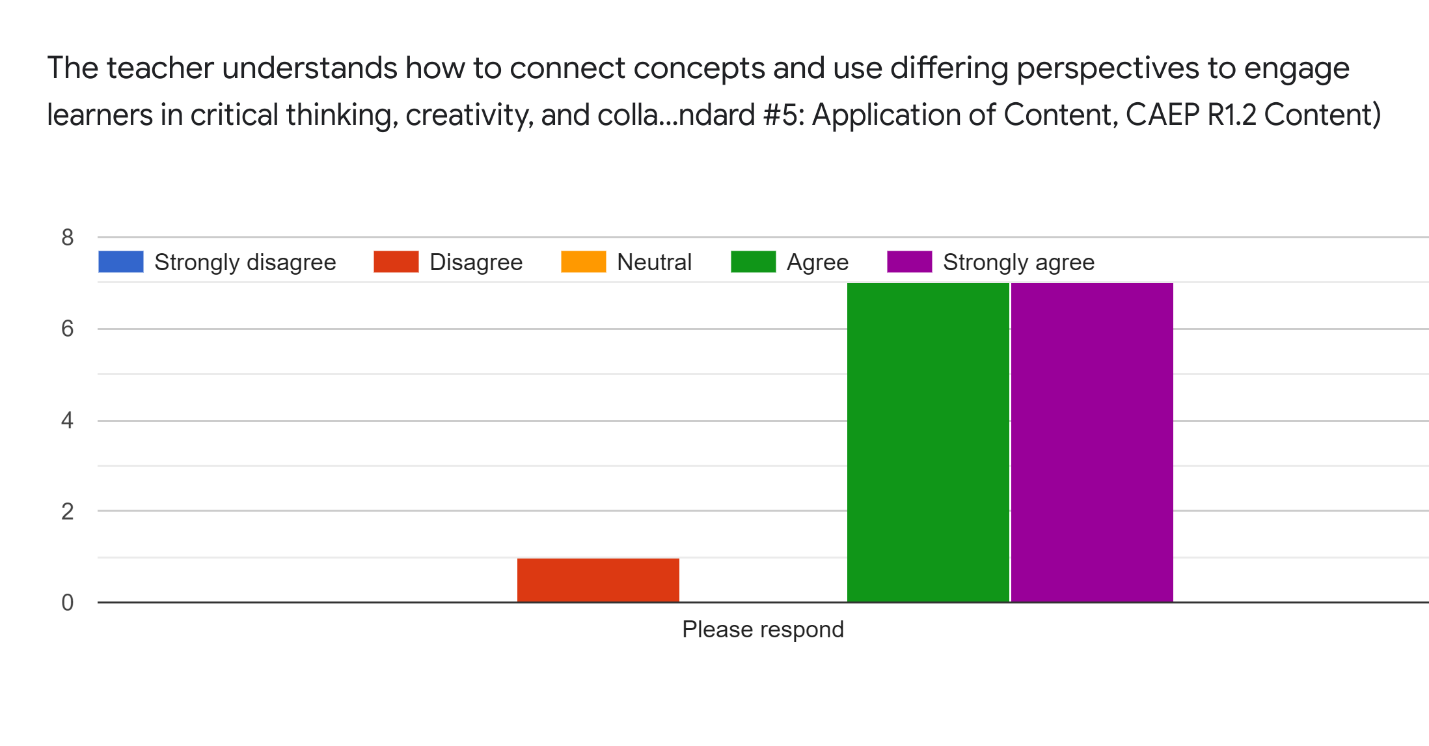 The teacher understands how to connect concepts and use differing perspectives to engage
learners in critical thinking, creativity, and colla...ndard #5: Application of Content, CAEP R1.2 Content)
8
Strongly disagree Disagree Neutral Agree Strongly agree
6
4
2
0
Please respond